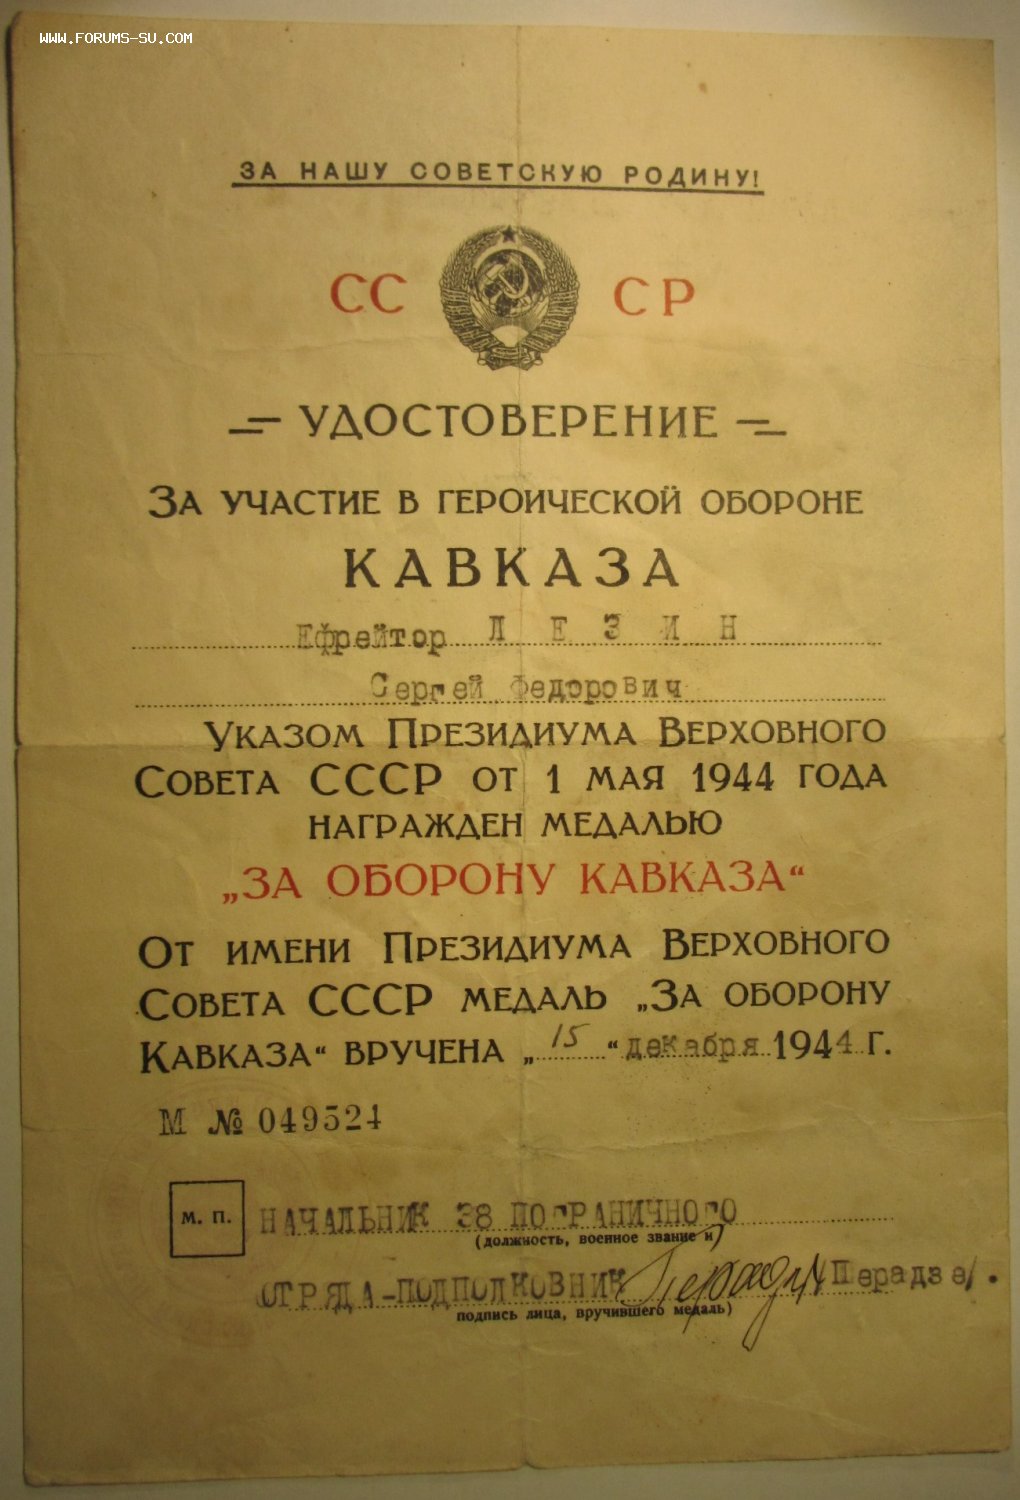 WWW.FORUMS-SU.COM
ЗА НАШУ СОВЕТСКУЮ РОДИНУ!
СС СР
УДОСТОВЕРЕНИЕ
ЗА УЧАСТИЕ В ГЕРОИЧЕСКОЙ ОБОРОНЕ
КАВКАЗА
Ефрейтор Л Е З И Н
Сергей Федорович
УКАЗОМ ПРЕЗИДИУМА ВЕРХОВНОГО
СОВЕТА СССР ОТ 1 МАЯ 1944 ГОДА
НАГРАЖДЕН МЕДАЛЬЮ
„ЗА ОБОРОНУ КАВКАЗА“
ОТ ИМЕНИ ПРЕЗИДИУМА ВЕРХОВНОГО
СОВЕТА СССР МЕДАЛЬ „ЗА ОБОРОНУ
КАВКАЗА“ ВРУЧЕНА „15“ декабря 1944 Г.
М № 049524
М. П.
НАЧАЛЬНИК 38 ПОГРАНИЧНОГО
(должность, военное звание и
ОТРЯДА-ПОДПОЛКОВНИК /Перадзе/.
подпись лица, вручившего медаль)